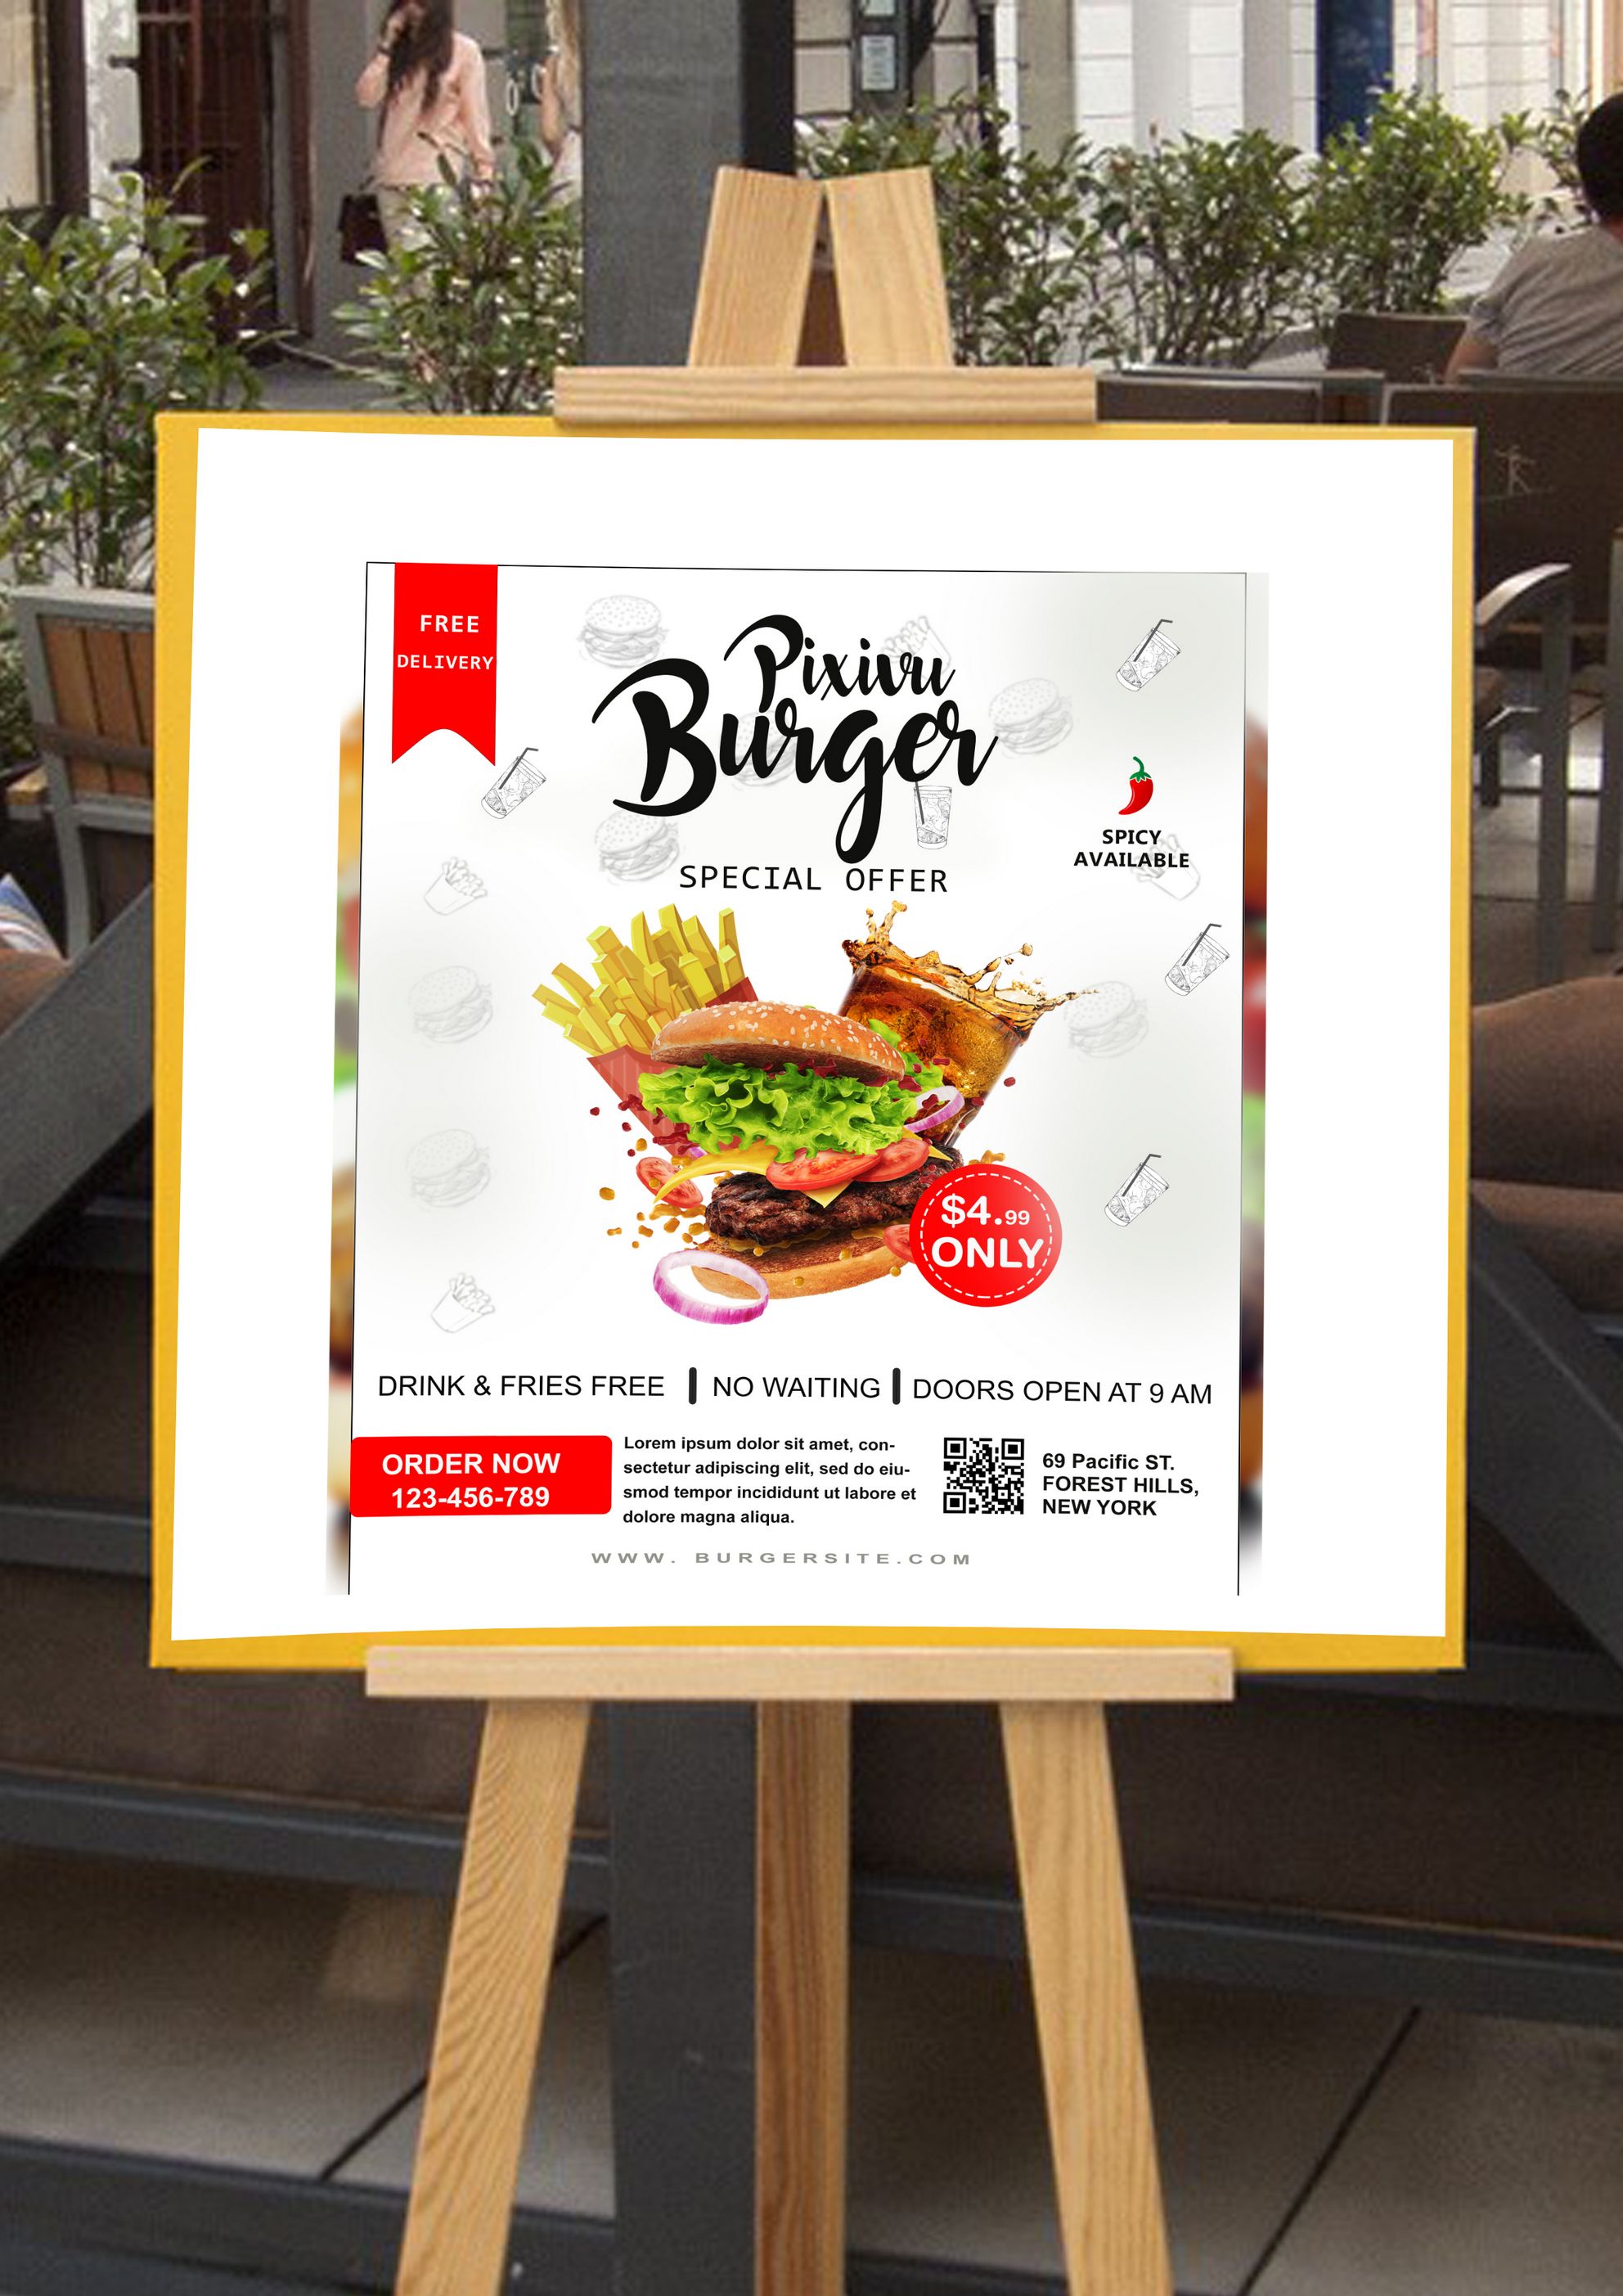 FREE
DELIVERY
Pixivu
Burger
SPECIAL OFFER
SPICY
AVAILABLE
$4.99
ONLY
DRINK & FRIES FREE | NO WAITING | DOORS OPEN AT 9 AM
ORDER NOW
123-456-789
Lorem ipsum dolor sit amet, con-
sectetur adipiscing elit, sed do eiu-
smod tempor incididunt ut labore et
dolore magna aliqua.
69 Pacific ST.
FOREST HILLS,
NEW YORK
WWW. BURGERSITE.COM